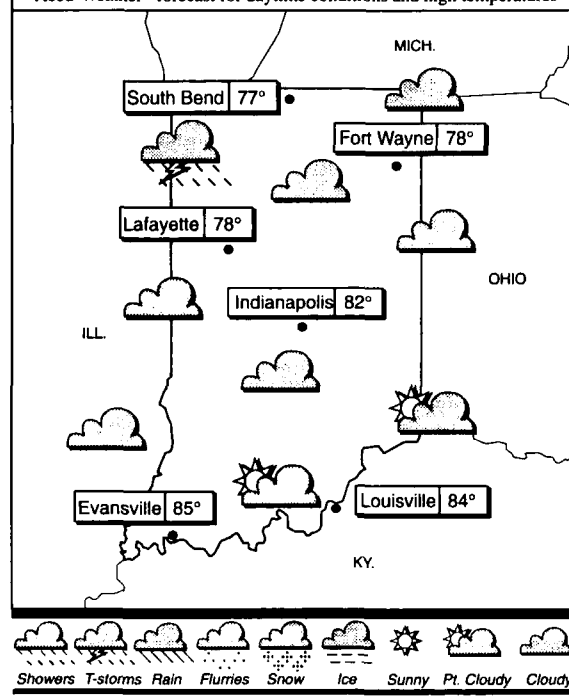 MICH.
South Bend 77°
Fort Wayne 78°
Lafayette 78°
OHIO
Indianapolis 82°
ILL.
Evansville 85°
Louisville 84°
KY.
Showers T-storms Rain Flurries Snow Ice Sunny Pt. Cloudy Cloudy